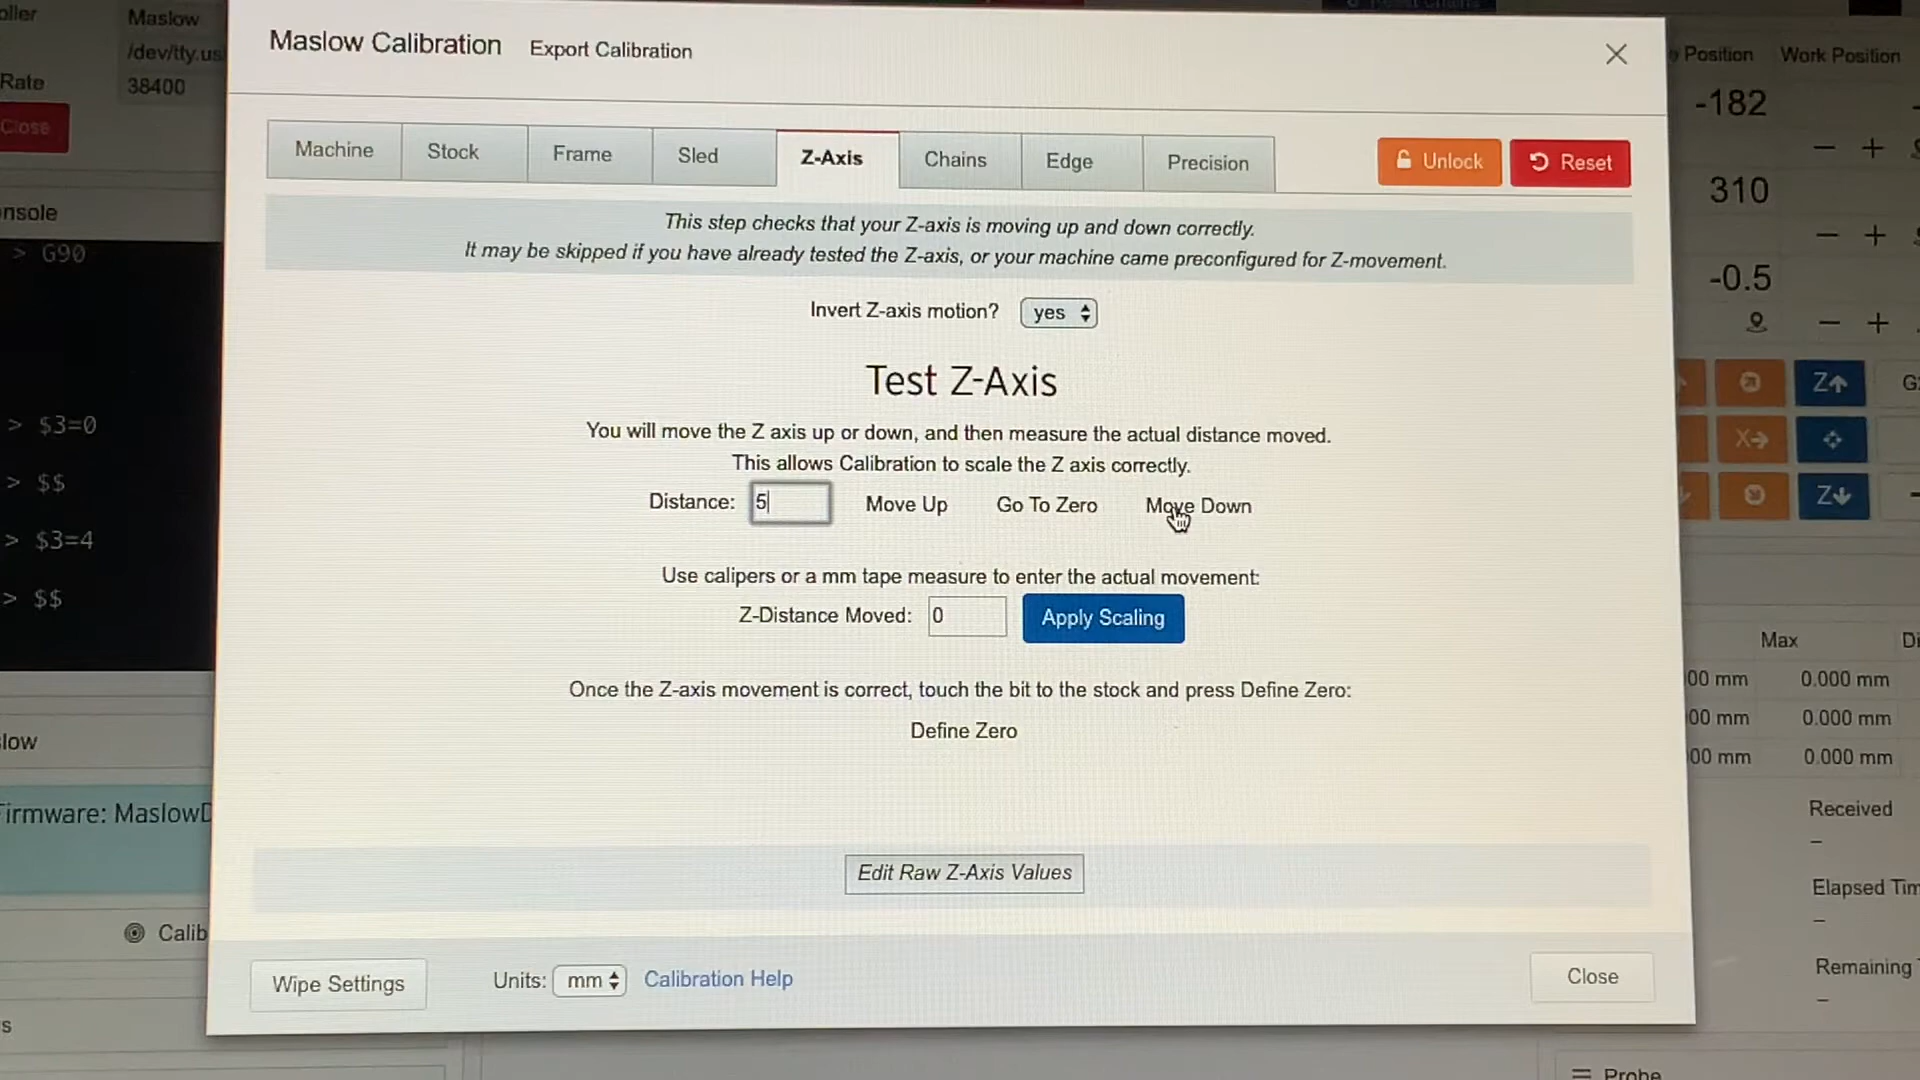 Maslow
/dev/tty.us
Rate
38400
Close
nsole
> G90
> $3=0
> $$
> $3=4
> $$
low
Firmware: Maslow
Calib
s
Maslow Calibration
Export Calibration
Machine
Stock
Frame
Sled
Z-Axis
Chains
Edge
Precision
Unlock
Reset
This step checks that your Z-axis is moving up and down correctly.
It may be skipped if you have already tested the Z-axis, or your machine came preconfigured for Z-movement.
Invert Z-axis motion? yes
Test Z-Axis
You will move the Z axis up or down, and then measure the actual distance moved.
This allows Calibration to scale the Z axis correctly.
Distance: 5 Move Up Go To Zero Move Down
Use calipers or a mm tape measure to enter the actual movement:
Z-Distance Moved: 0 Apply Scaling
Once the Z-axis movement is correct, touch the bit to the stock and press Define Zero:
Define Zero
Edit Raw Z-Axis Values
Wipe Settings
Units: mm
Calibration Help
Close
Position Work Position
-182
310
-0.5
Z↑
X→
Z↓
Max
00 mm 0.000 mm
00 mm 0.000 mm
00 mm 0.000 mm
Received
–
Elapsed Tim
–
Remaining
–
Probe